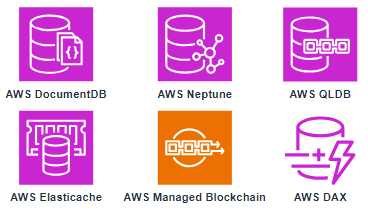 AWS DocumentDB
AWS Neptune
AWS QLDB
AWS Elasticache
AWS Managed Blockchain
AWS DAX